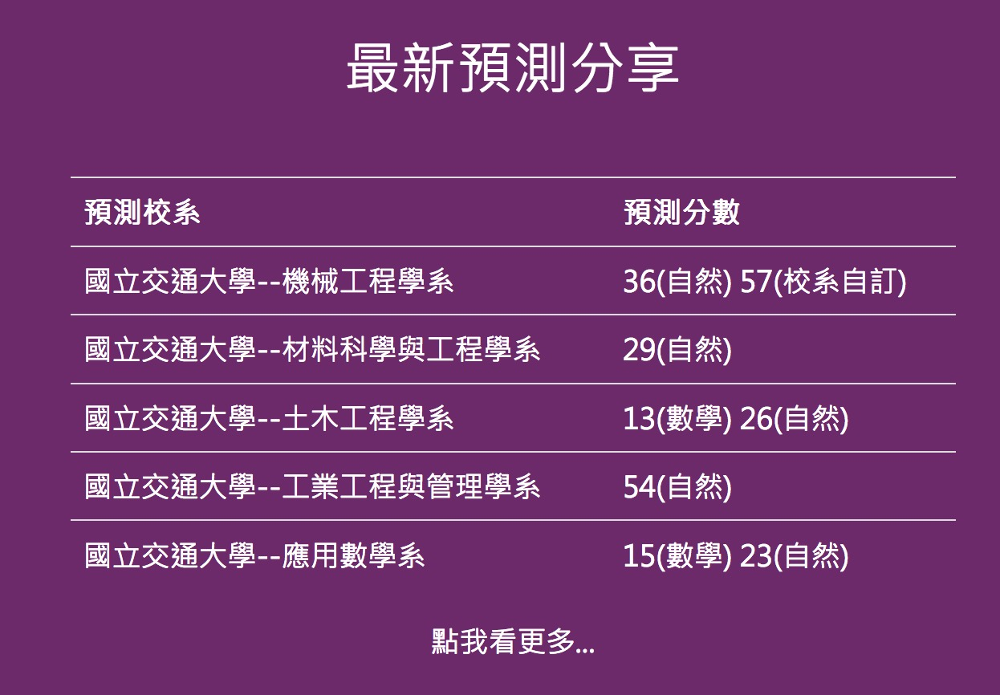 最新預測分享
預測校系 預測分數
國立交通大學--機械工程學系 36(自然) 57(校系自訂)
國立交通大學--材料科學與工程學系 29(自然)
國立交通大學--土木工程學系 13(數學) 26(自然)
國立交通大學--工業工程與管理學系 54(自然)
國立交通大學--應用數學系 15(數學) 23(自然)
點我看更多...